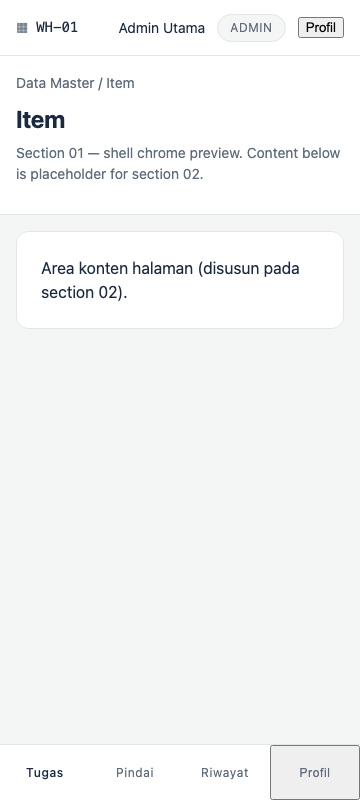 ▦ WH-01 Admin Utama ADMIN Profil
Data Master / Item
Item
Section 01 — shell chrome preview. Content below
is placeholder for section 02.
Area konten halaman (disusun pada
section 02).
Tugas Pindai Riwayat Profil